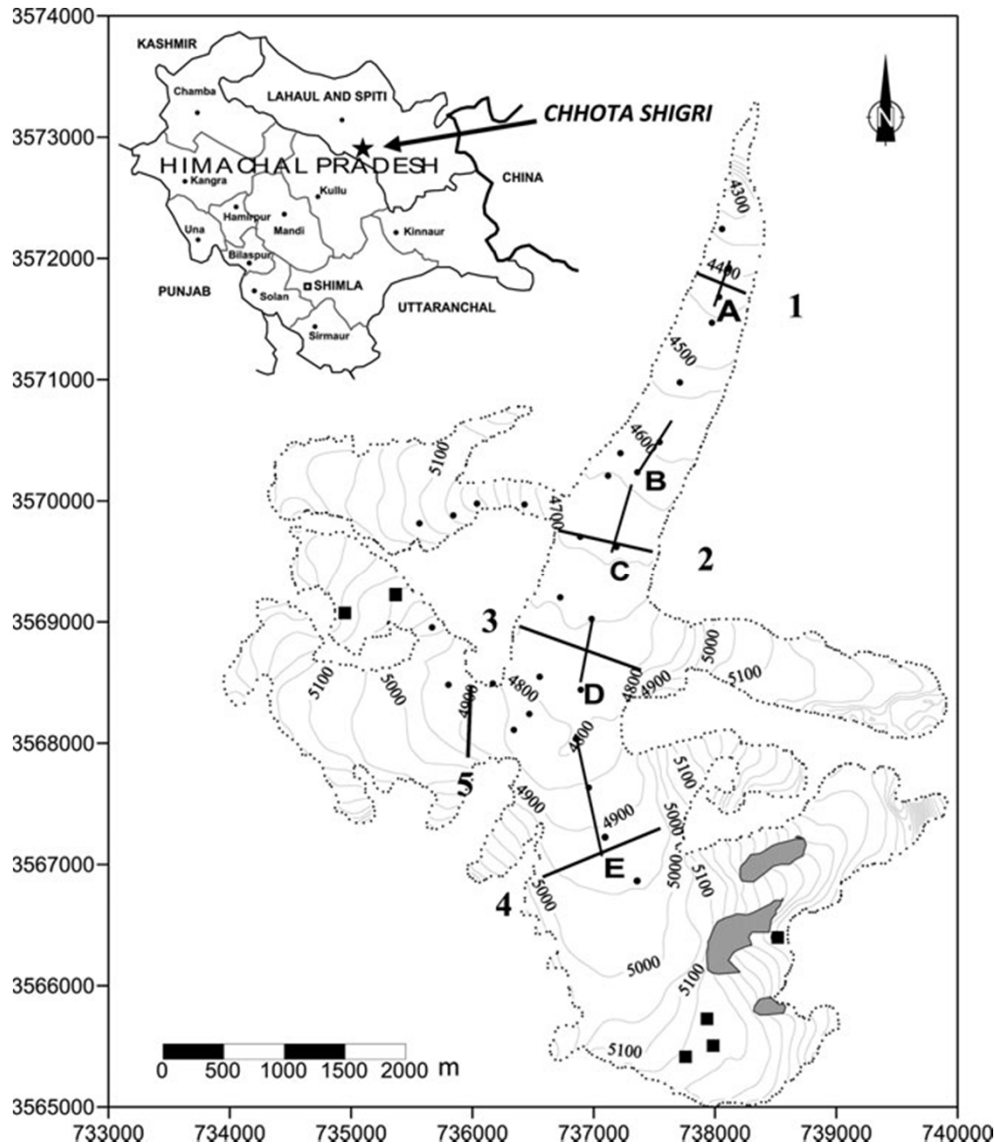 3574000
KASHMIR
Chamba
LAHAUL AND SPITI
CHHOTA SHIGRI
N
3573000
HIMACHAL PRADESH
Kangra
Kullu
CHINA
4300
Hamirpur
Una
Mandi
Kinnaur
3572000
Bilaspur
4400
PUNJAB
Solan
SHIMLA
UTTARANCHAL
A
1
Sirmaur
4500
3571000
4600
5100
B
3570000
4700
C
2
3569000
3
5000
5100
5000
4900
4800
4800
4900
5100
D
4800
3568000
5
4900
5100
5000
4900
E
5000
5100
3567000
4
5000
5000
5100
3566000
5100
0
500
1000
1500
2000
m
3565000
733000
734000
735000
736000
737000
738000
739000
740000